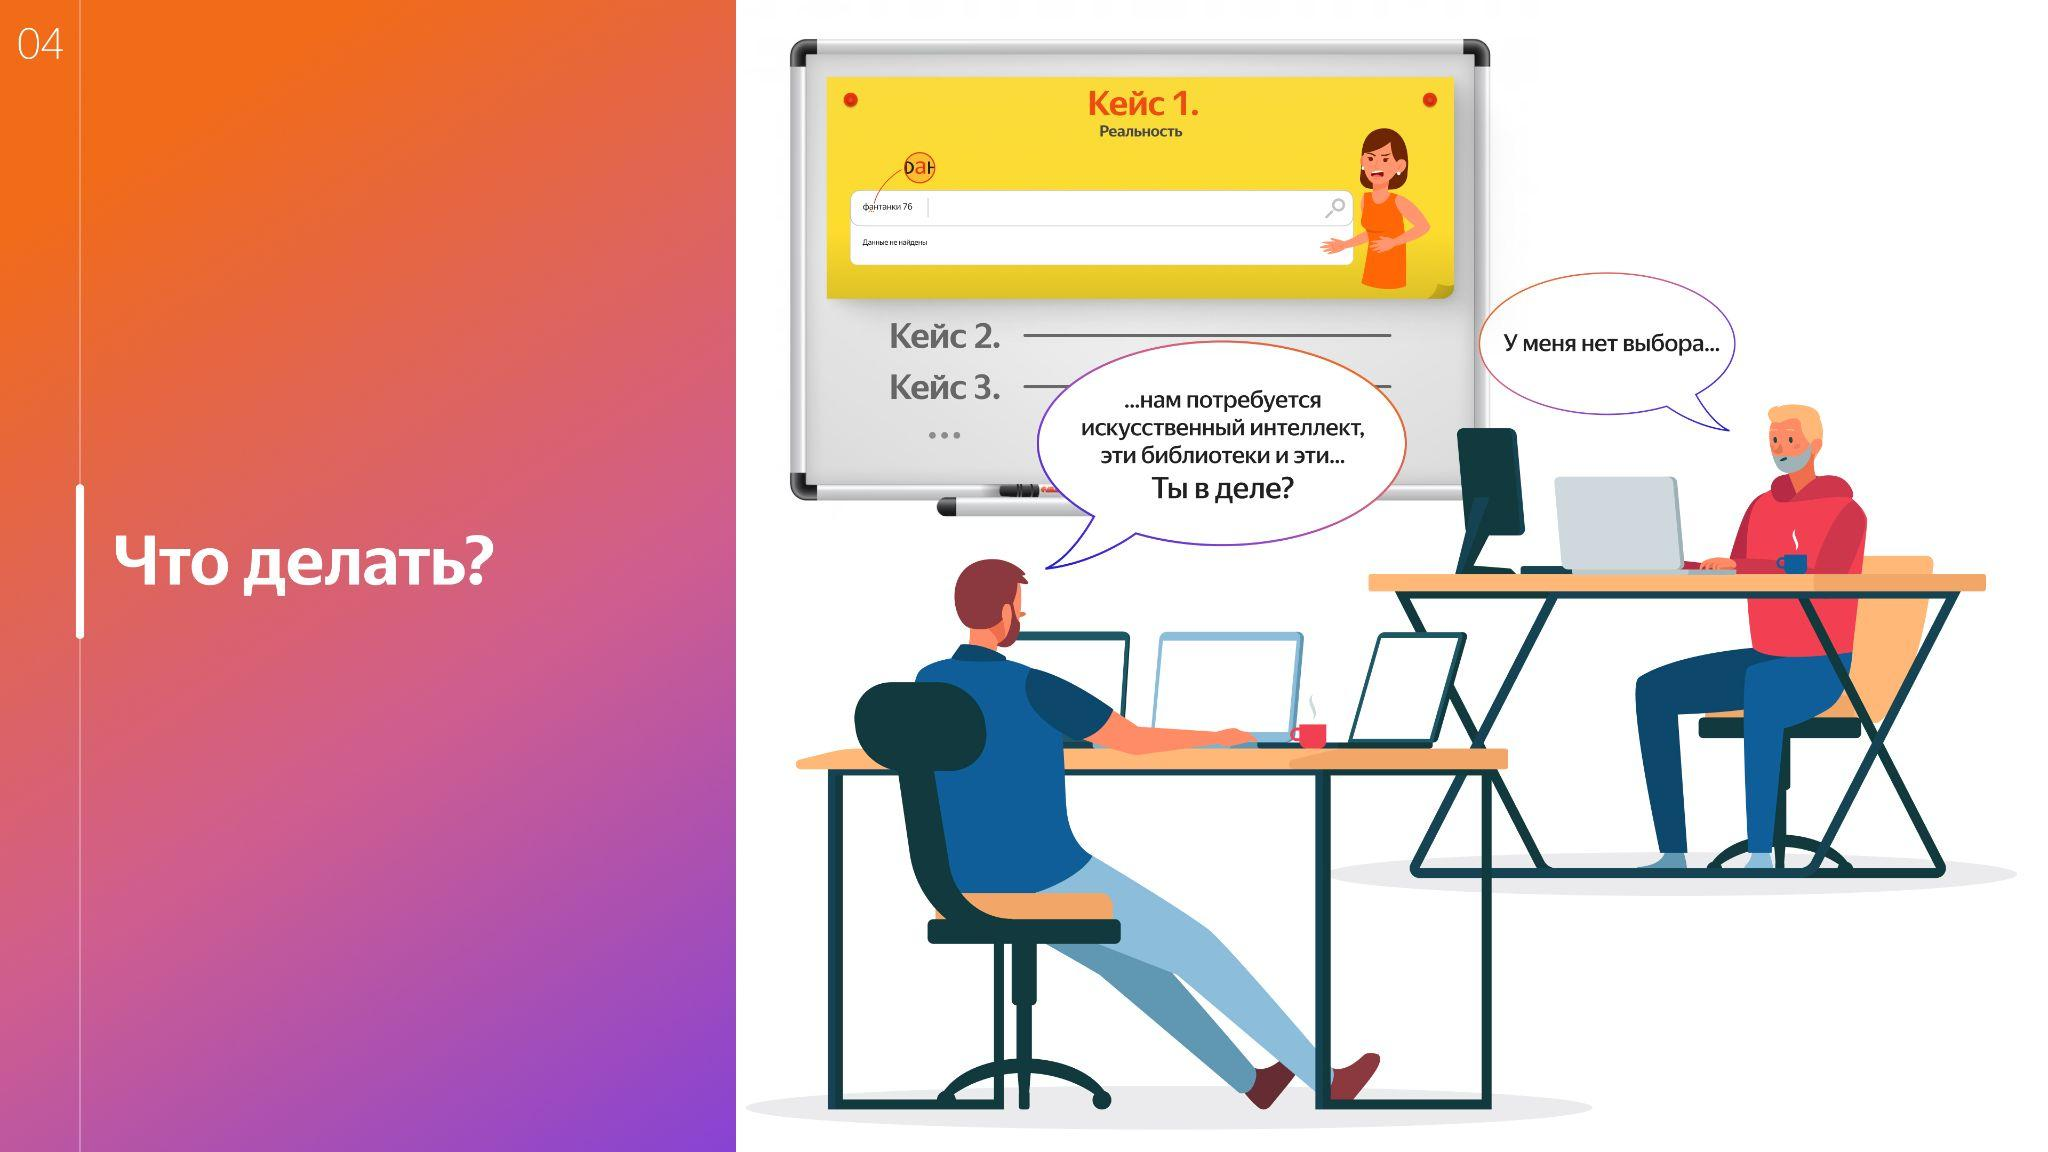 04
Что делать?
Кейс 1.
Реальность
фан
фантанки 76
Данные не найдены
Кейс 2.
Кейс 3.
...
У меня нет выбора...
...нам потребуется
искусственный интеллект,
эти библиотеки и эти...
Ты в деле?